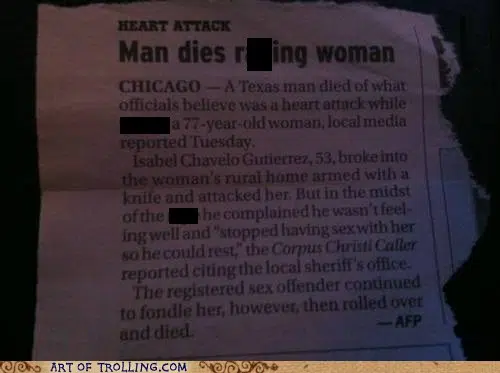 HEART ATTACK
Man dies r ing woman
CHICAGO — A Texas man died of what
officials believe was a heart attack while
a 77-year-old woman, local media
reported Tuesday.
Isabel Chavelo Gutierrez, 53, broke into
the woman's rural home armed with a
knife and attacked her. But in the midst
of the he complained he wasn't feel-
ing well and "stopped having sex with her
so he could rest," the Corpus Christi Caller
reported citing the local sheriff's office.
The registered sex offender continued
to fondle her, however, then rolled over
and died. — AFP
ART OF TROLLING.COM